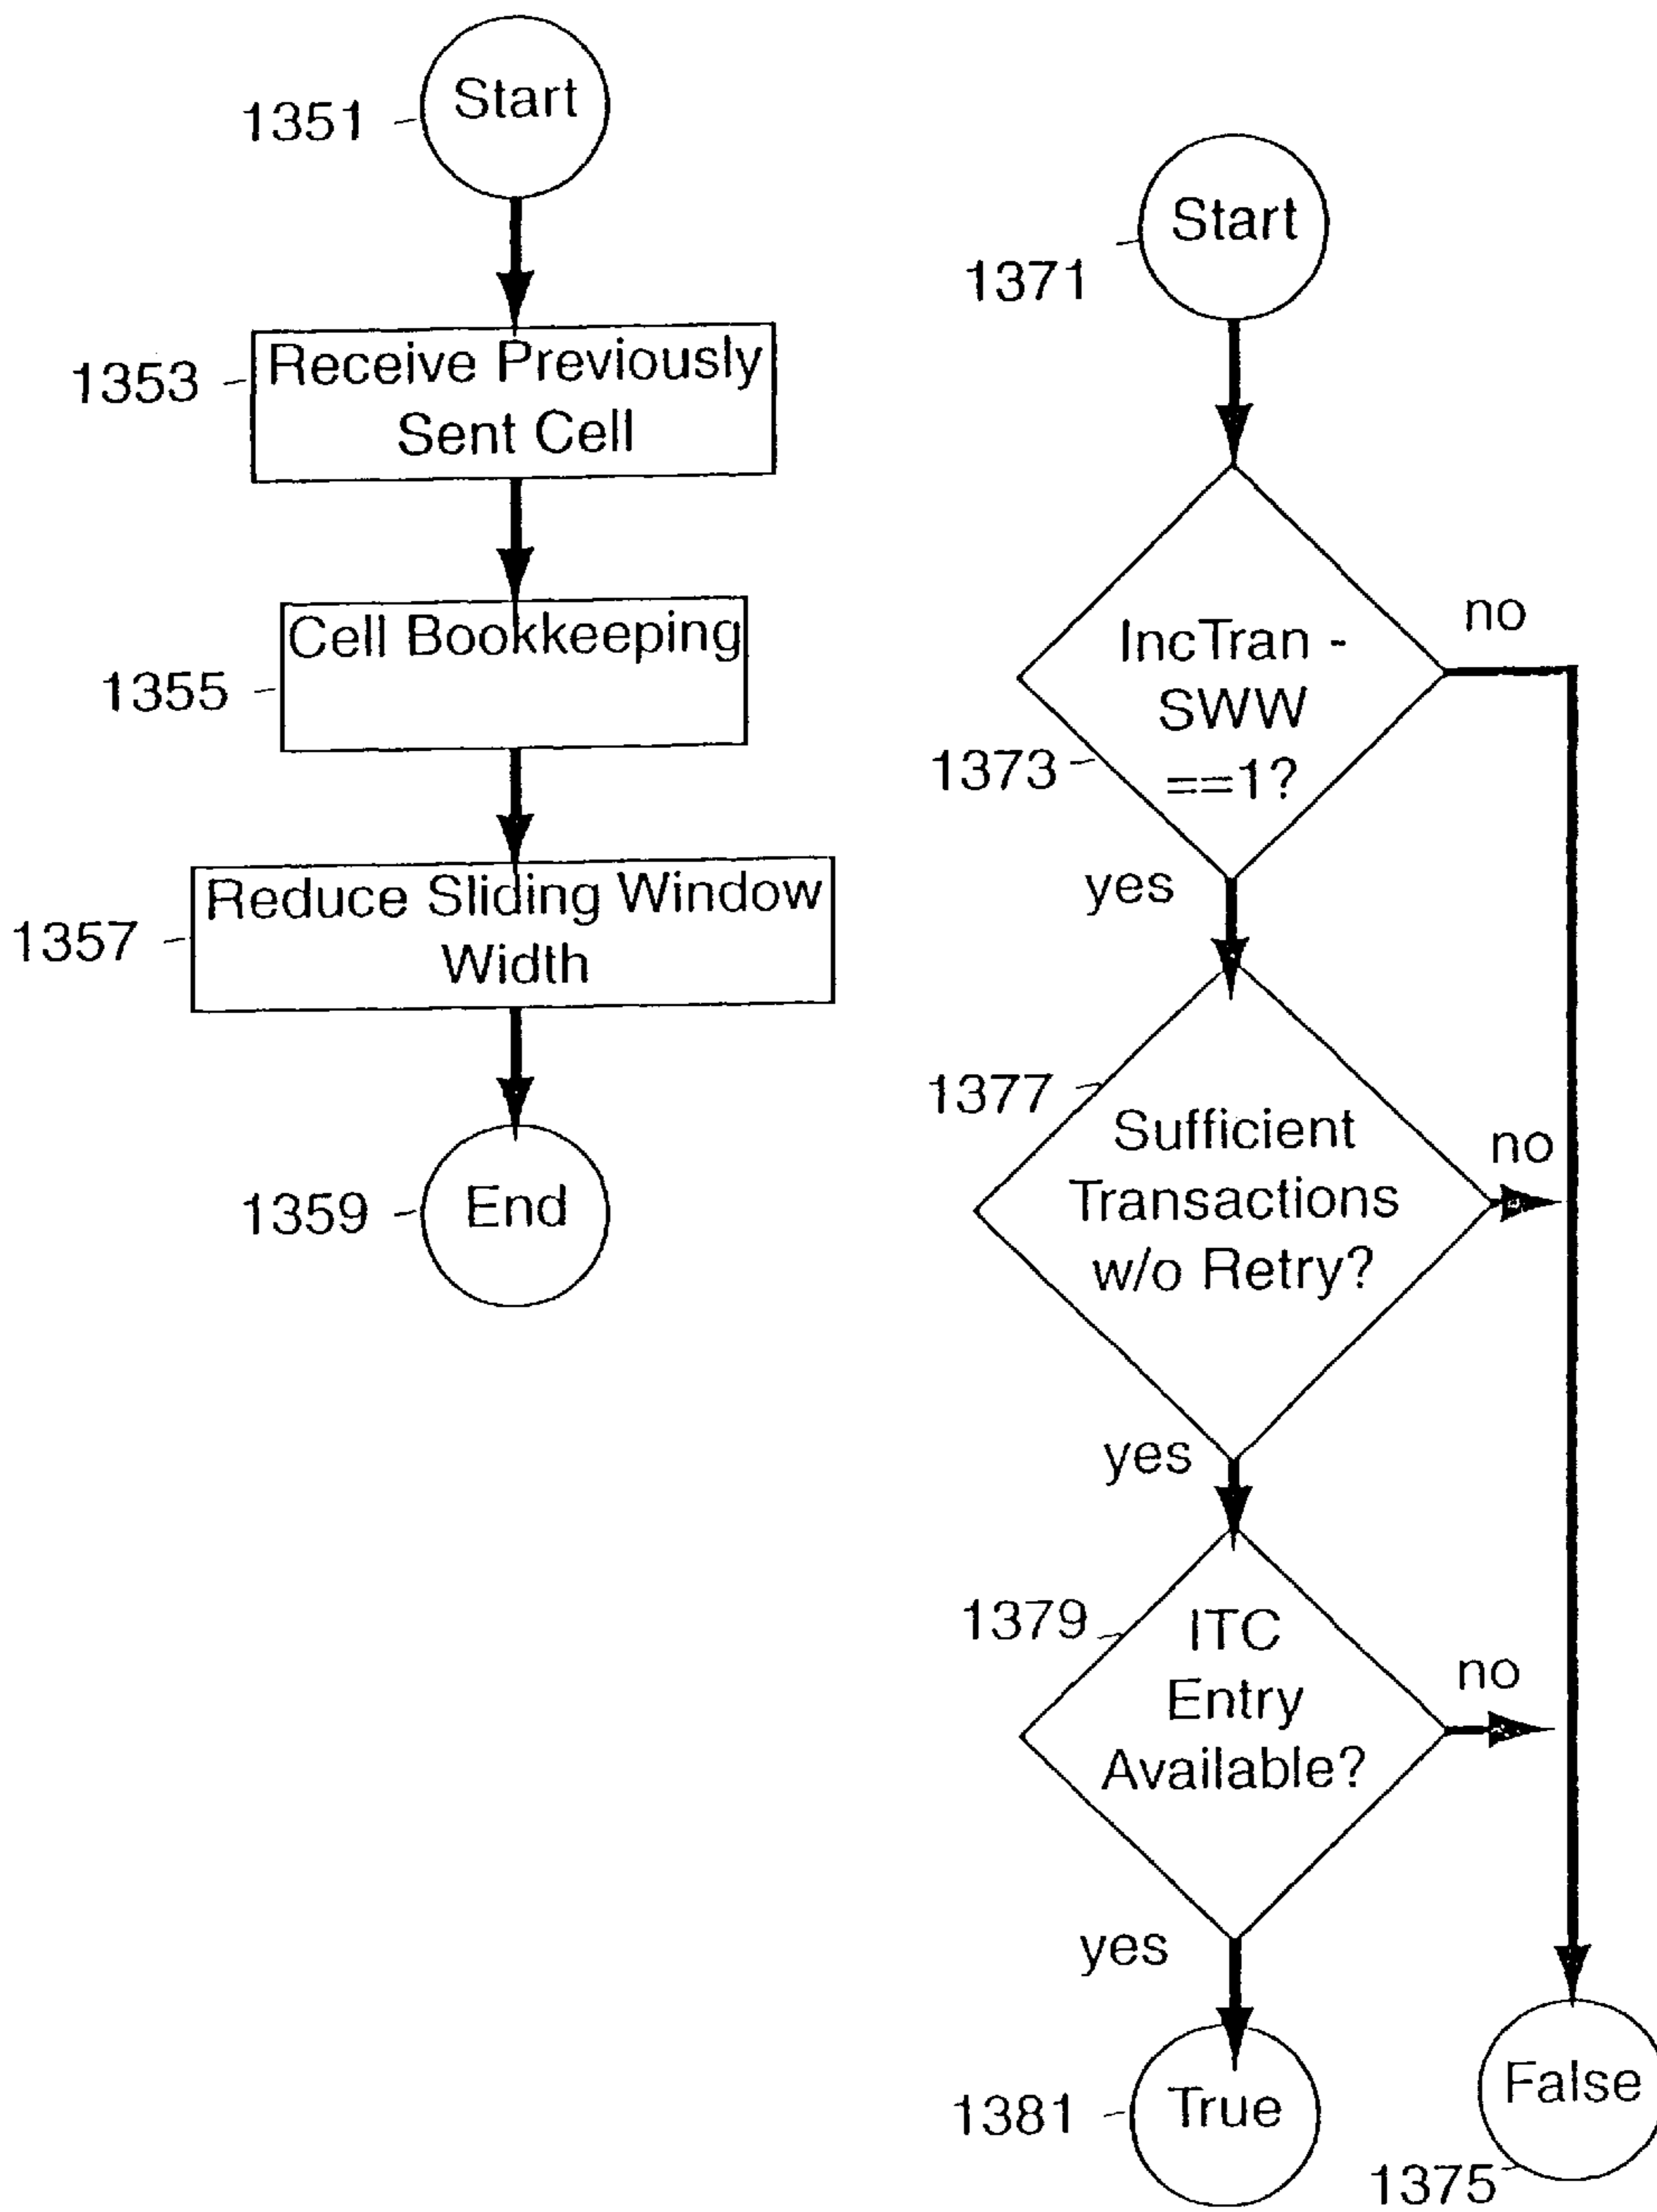 Start
1351
Receive Previously
1353
Sent Cell
Cell Bookkeeping
1355
Reduce Sliding Window
1357
Width
1359
End
Start
1371
no
IncTran -
SWW
1373
==1?
yes
1377
Sufficient
no
Transactions
w/o Retry?
yes
1379
ITC
no
Entry
Available?
yes
False
1381
True
1375